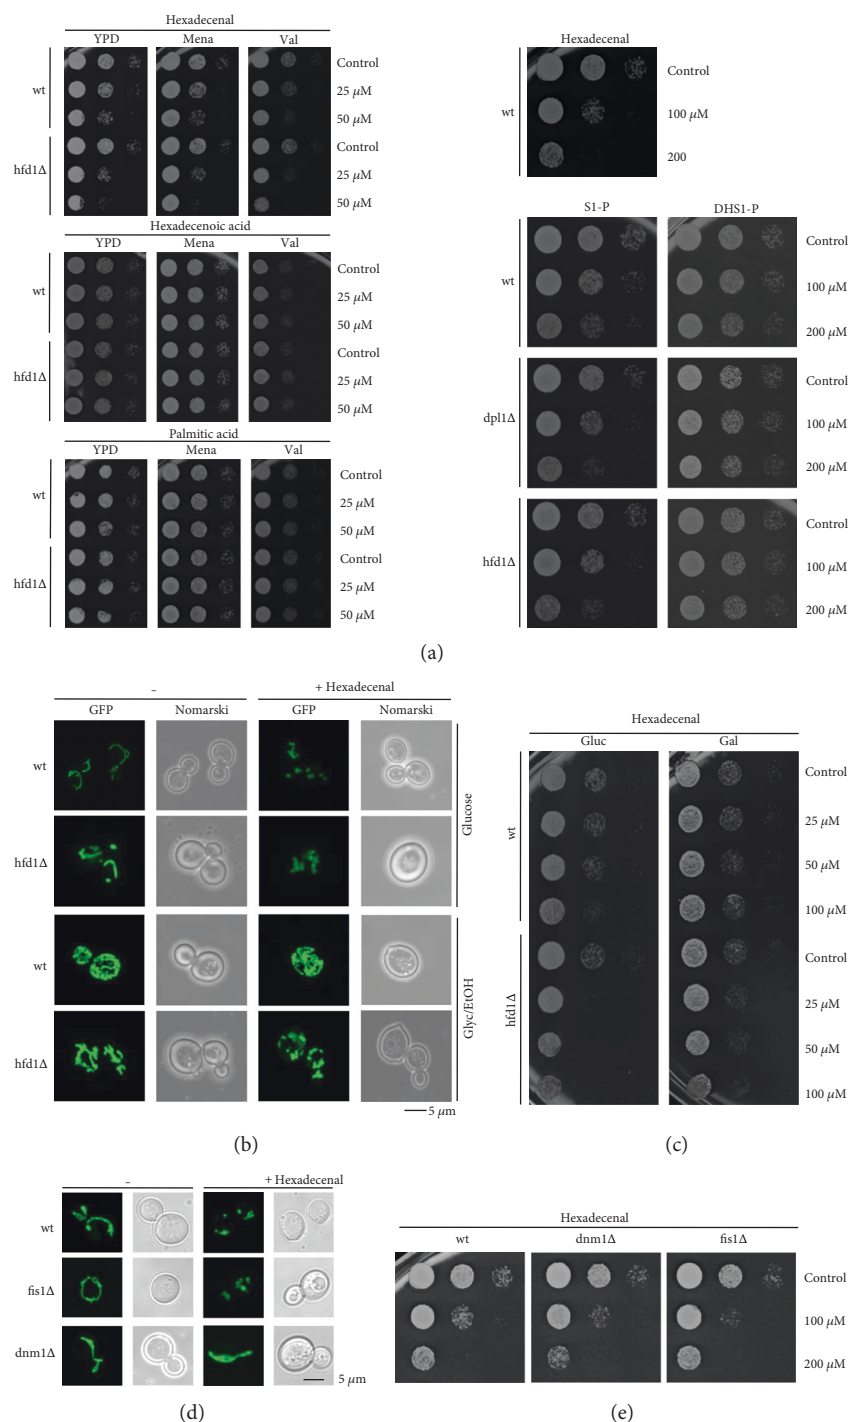 Hexadecenal
YPD Mena Val
wt
Control
25 μM
50 μM
hfd1Δ
Control
25 μM
50 μM
Hexadecenoic acid
YPD Mena Val
wt
Control
25 μM
50 μM
hfd1Δ
Control
25 μM
50 μM
Palmitic acid
YPD Mena Val
wt
Control
25 μM
50 μM
hfd1Δ
Control
25 μM
50 μM
Hexadecenal
wt
Control
100 μM
200
S1-P DHS1-P
wt
Control
100 μM
200 μM
dpl1Δ
Control
100 μM
200 μM
hfd1Δ
Control
100 μM
200 μM
(a)
– + Hexadecenal
GFP Nomarski GFP Nomarski
wt
hfd1Δ
Glucose
wt
hfd1Δ
Glyc/EtOH
5 μm
(b)
Hexadecenal
Gluc Gal
wt
Control
25 μM
50 μM
100 μM
hfd1Δ
Control
25 μM
50 μM
100 μM
(c)
– + Hexadecenal
wt
fis1Δ
dnm1Δ
5 μm
(d)
Hexadecenal
wt dnm1Δ fis1Δ
Control
100 μM
200 μM
(e)